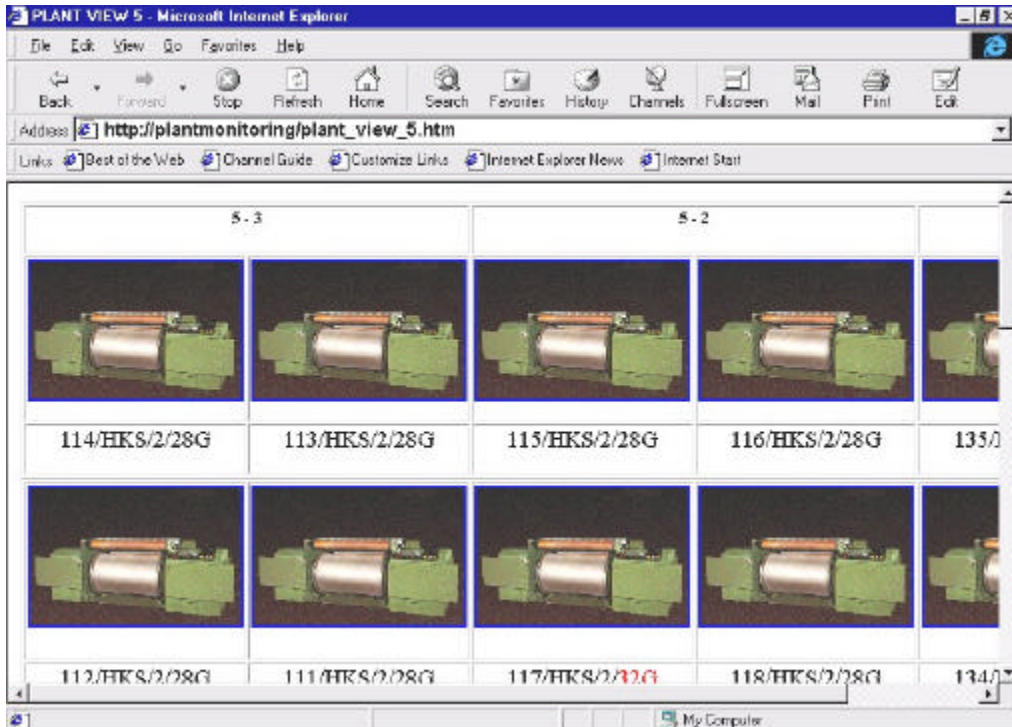 PLANT VIEW 5 - Microsoft Internet Explorer
File Edit View Go Favorites Help
Back Forward Stop Refresh Home Search Favorites History Channels Fullscreen Mail Print Edit
Address http://plantmonitoring/plant_view_5.htm
Links Best of the Web Channel Guide Customize Links Internet Explorer News Internet Start
5 - 3 5 - 2
114/HKS/2/28G 113/HKS/2/28G 115/HKS/2/28G 116/HKS/2/28G 135/
112/HKS/2/28G 111/HKS/2/28G 117/HKS/2/32G 118/HKS/2/28G 134/
My Computer